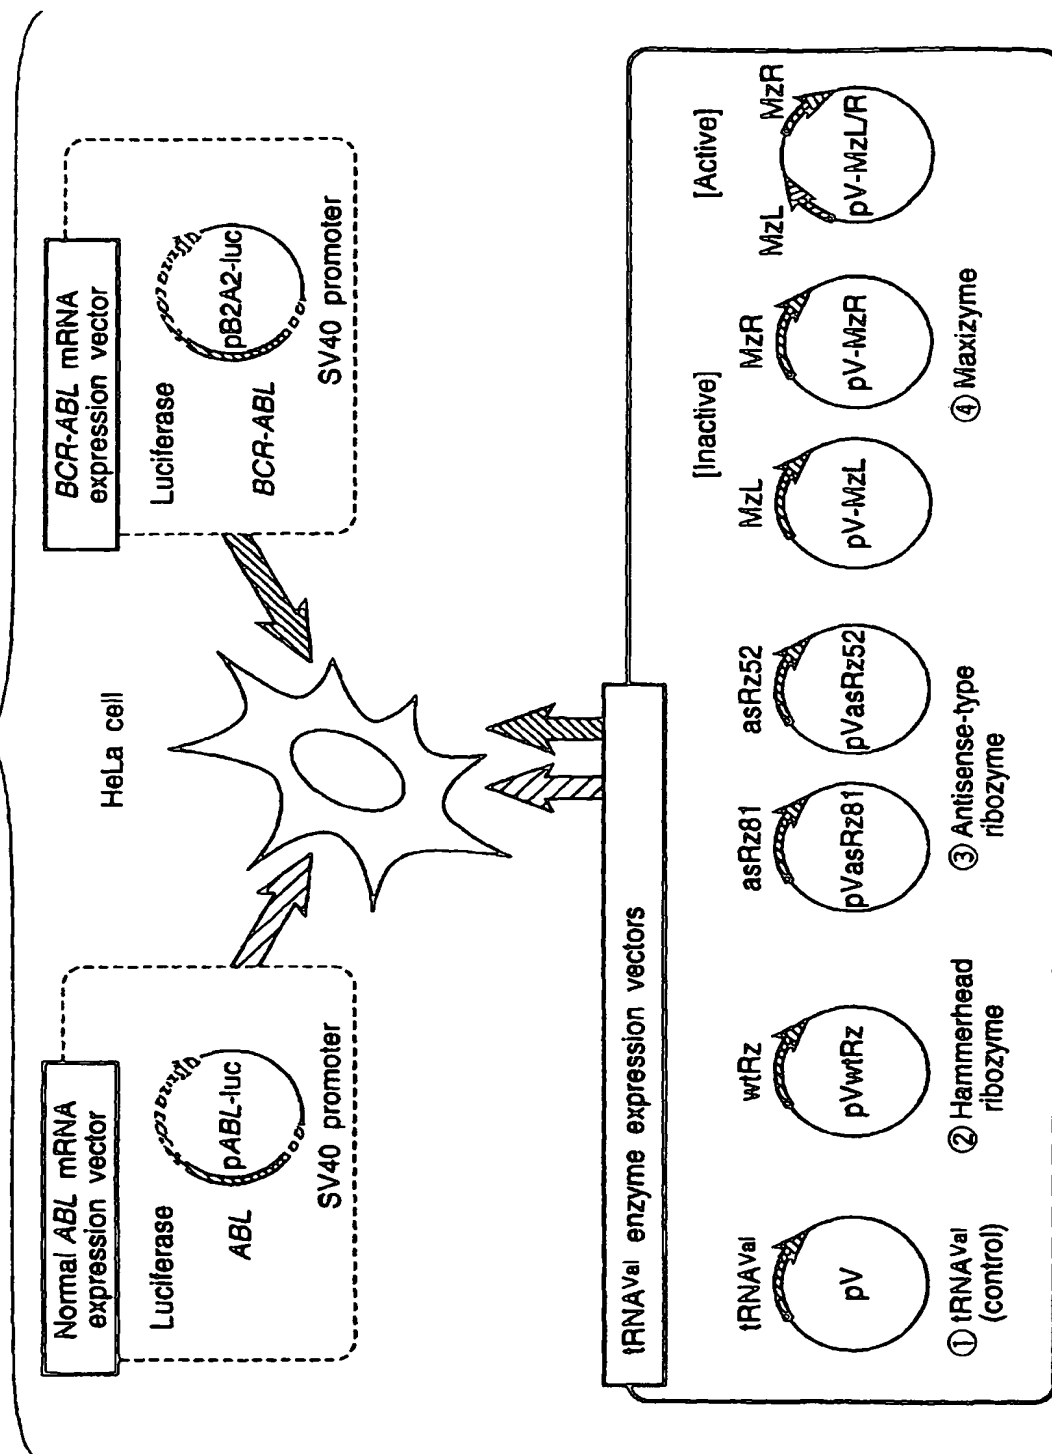 Normal ABL mRNA
expression vector
Luciferase
pABL-luc
ABL
SV40 promoter
HeLa cell
BCR-ABL mRNA
expression vector
Luciferase
pB2A2-luc
BCR-ABL
SV40 promoter
tRNAVal enzyme expression vectors
tRNAVal
pV
① tRNAVal
(control)
wtRz
pVwtRz
② Hammerhead
ribozyme
asRz81
pVasRz81
asRz52
pVasRz52
③ Antisense-type
ribozyme
[Inactive]
MzL
pV-MzL
MzR
pV-MzR
[Active]
MzL
MzR
pV-MzL/R
④ Maxizyme